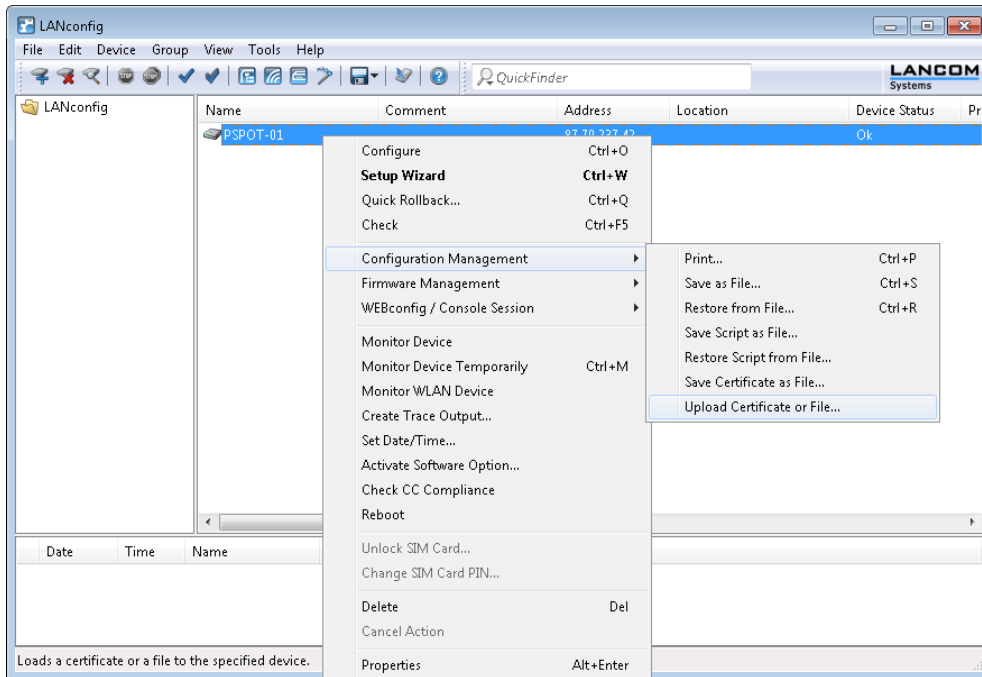 LANconfig
File Edit Device Group View Tools Help
QuickFinder
LANCOM
Systems
LANconfig
Name Comment Address Location Device Status Pr
PSPOT-01 Ok
Configure Ctrl+O
Setup Wizard Ctrl+W
Quick Rollback... Ctrl+Q
Check Ctrl+F5
Configuration Management
Firmware Management
WEBconfig / Console Session
Monitor Device
Monitor Device Temporarily Ctrl+M
Monitor WLAN Device
Create Trace Output...
Set Date/Time...
Activate Software Option...
Check CC Compliance
Reboot
Unlock SIM Card...
Change SIM Card PIN...
Delete Del
Cancel Action
Properties Alt+Enter
Print... Ctrl+P
Save as File... Ctrl+S
Restore from File... Ctrl+R
Save Script as File...
Restore Script from File...
Save Certificate as File...
Upload Certificate or File...
Date Time Name
Loads a certificate or a file to the specified device.